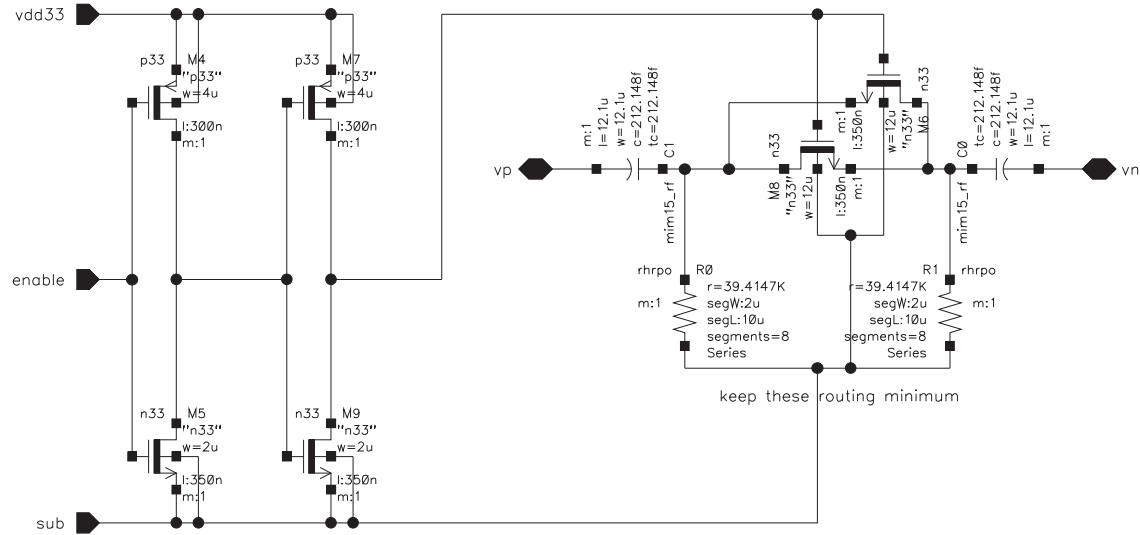 vdd33
p33 M4
"p33"
w=4u
l:300n
m:1
p33 M7
"p33"
w=4u
l:300n
m:1
enable
n33 M5
"n33"
w=2u
l:350n
m:1
n33 M9
"n33"
w=2u
l:350n
m:1
sub
vp
m:1
l=12.1u
w=12.1u
c=212.148f
tc=212.148f
C1
mim15_rf
n33
M8
"n33"
w=12u
l:350n
m:1
m:1
l:350n
w=12u
"n33"
M6
n33
C0
mim15_rf
tc=212.148f
c=212.148f
w=12.1u
l=12.1u
m:1
vn
rhrpo R0
m:1
r=39.4147K
segW:2u
segL:10u
segments=8
Series
R1 rhrpo
m:1
r=39.4147K
segW:2u
segL:10u
segments=8
Series
keep these routing minimum